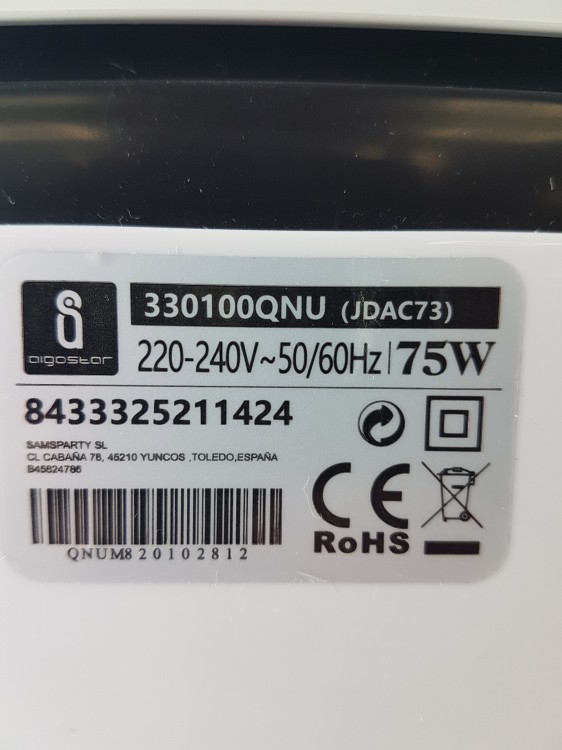 aigostar
330100QNU (JDAC73)
220-240V~50/60Hz | 75W
8433325211424
SAMSPARTY SL
CL CABAÑA 78, 45210 YUNCOS ,TOLEDO,ESPAÑA
B45824786
QNUM820102812
CE
RoHS